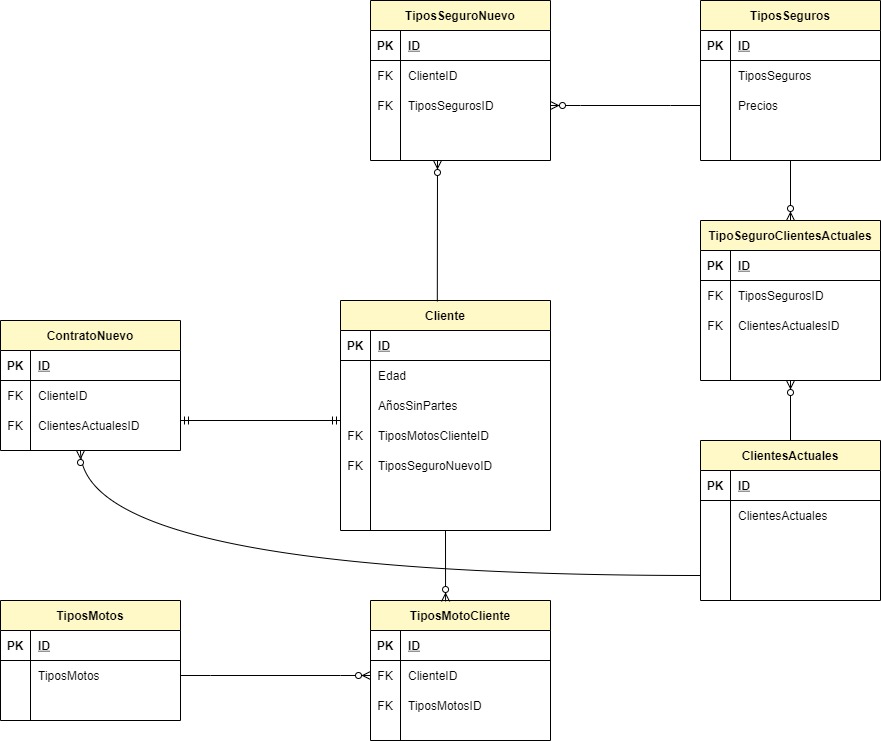 TiposSeguroNuevo
PK ID
FK ClienteID
FK TiposSegurosID
TiposSeguros
PK ID
TiposSeguros
Precios
TipoSeguroClientesActuales
PK ID
FK TiposSegurosID
FK ClientesActualesID
Cliente
PK ID
Edad
AñosSinPartes
FK TiposMotosClienteID
FK TiposSeguroNuevoID
ContratoNuevo
PK ID
FK ClienteID
FK ClientesActualesID
ClientesActuales
PK ID
ClientesActuales
TiposMotos
PK ID
TiposMotos
TiposMotoCliente
PK ID
FK ClienteID
FK TiposMotosID